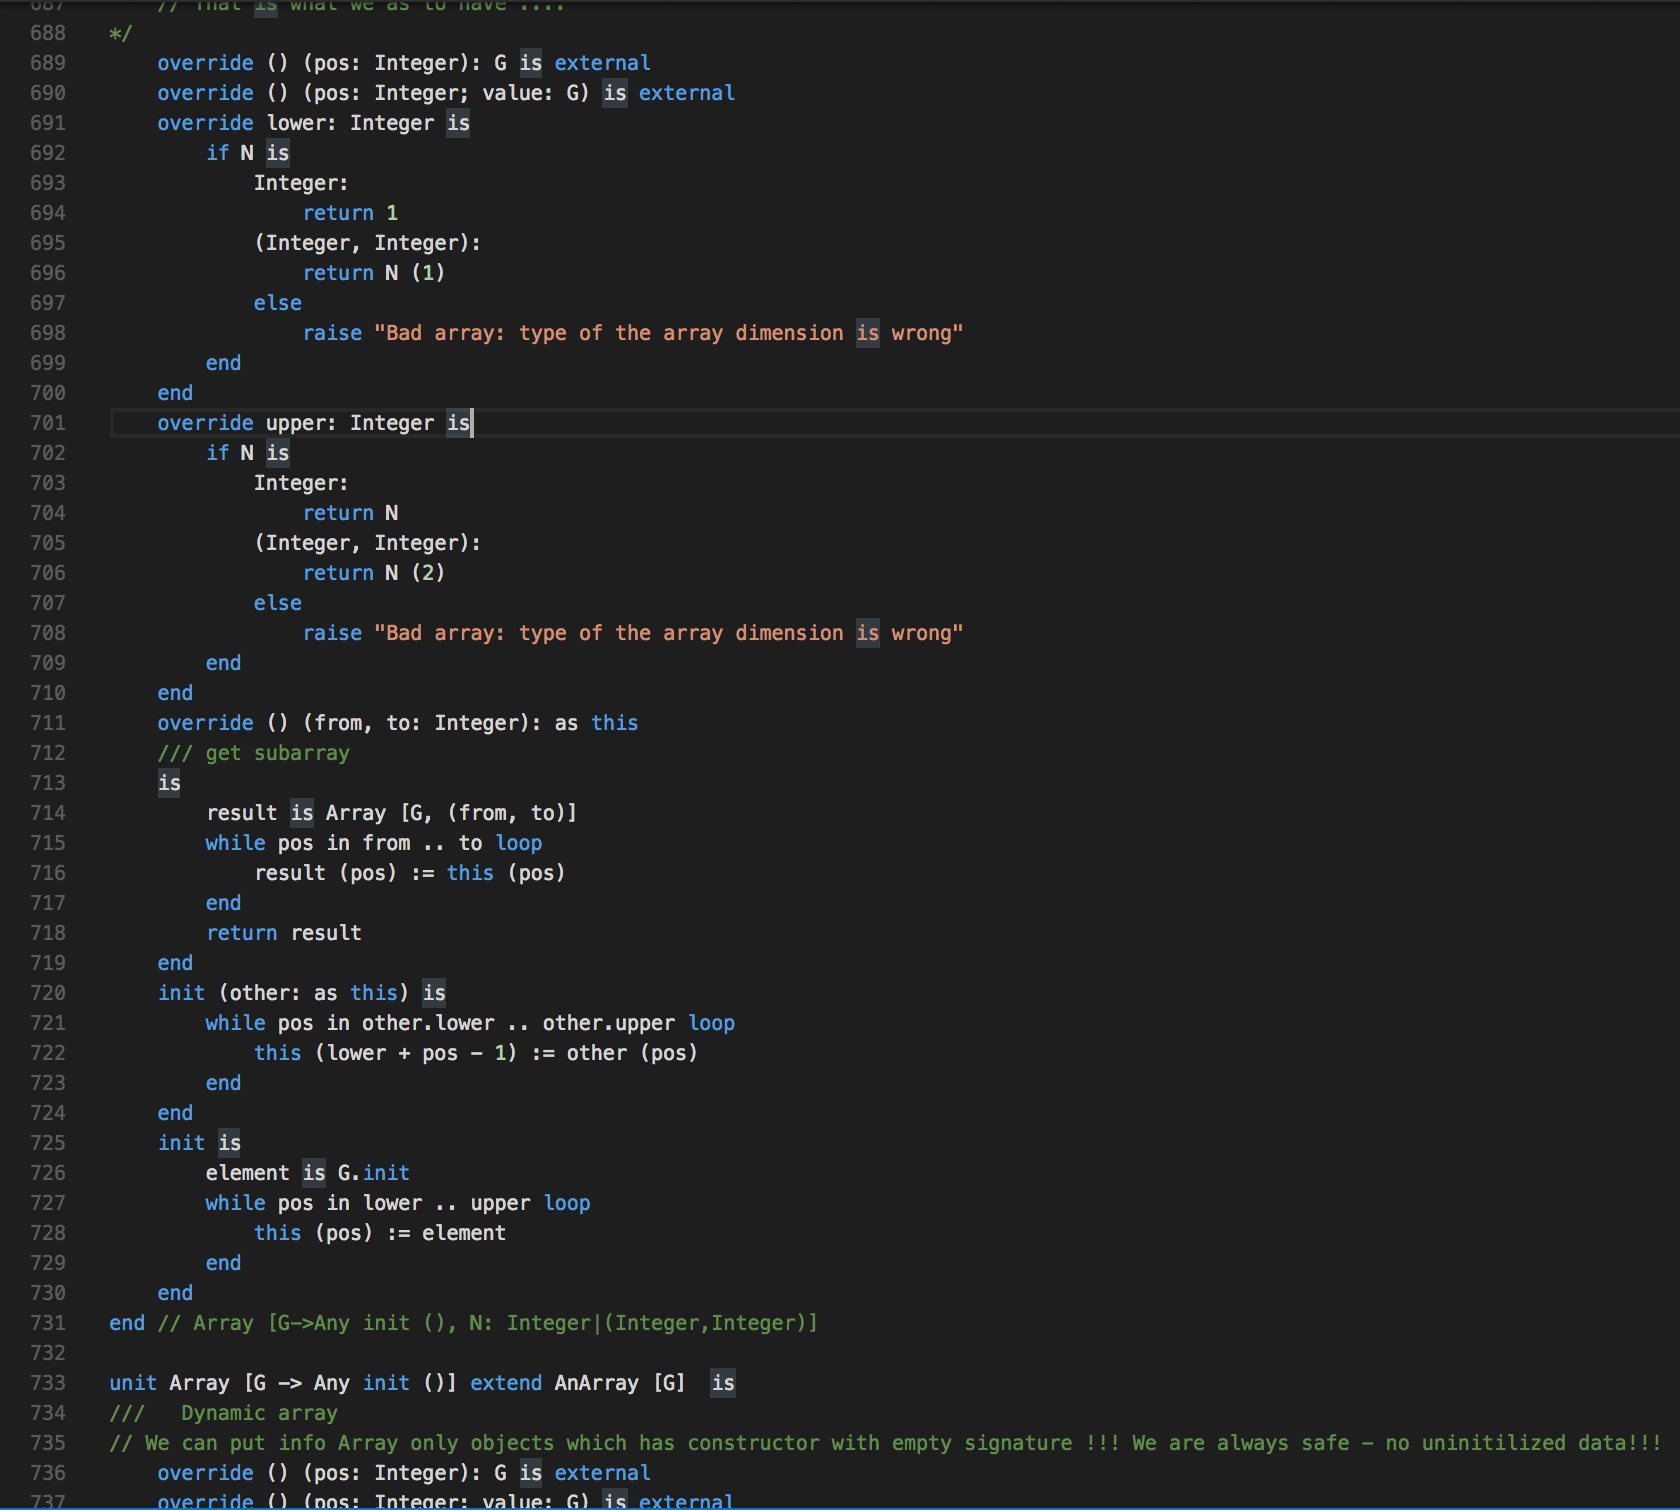 687 // That is what we as to have ....
688 */
689 override () (pos: Integer): G is external
690 override () (pos: Integer; value: G) is external
691 override lower: Integer is
692 if N is
693 Integer:
694 return 1
695 (Integer, Integer):
696 return N (1)
697 else
698 raise "Bad array: type of the array dimension is wrong"
699 end
700 end
701 override upper: Integer is
702 if N is
703 Integer:
704 return N
705 (Integer, Integer):
706 return N (2)
707 else
708 raise "Bad array: type of the array dimension is wrong"
709 end
710 end
711 override () (from, to: Integer): as this
712 /// get subarray
713 is
714 result is Array [G, (from, to)]
715 while pos in from .. to loop
716 result (pos) := this (pos)
717 end
718 return result
719 end
720 init (other: as this) is
721 while pos in other.lower .. other.upper loop
722 this (lower + pos - 1) := other (pos)
723 end
724 end
725 init is
726 element is G.init
727 while pos in lower .. upper loop
728 this (pos) := element
729 end
730 end
731 end // Array [G->Any init (), N: Integer|(Integer,Integer)]
732
733 unit Array [G -> Any init ()] extend AnArray [G] is
734 /// Dynamic array
735 // We can put info Array only objects which has constructor with empty signature !!! We are always safe - no uninitilized data!!!
736 override () (pos: Integer): G is external
737 override () (pos: Integer; value: G) is external